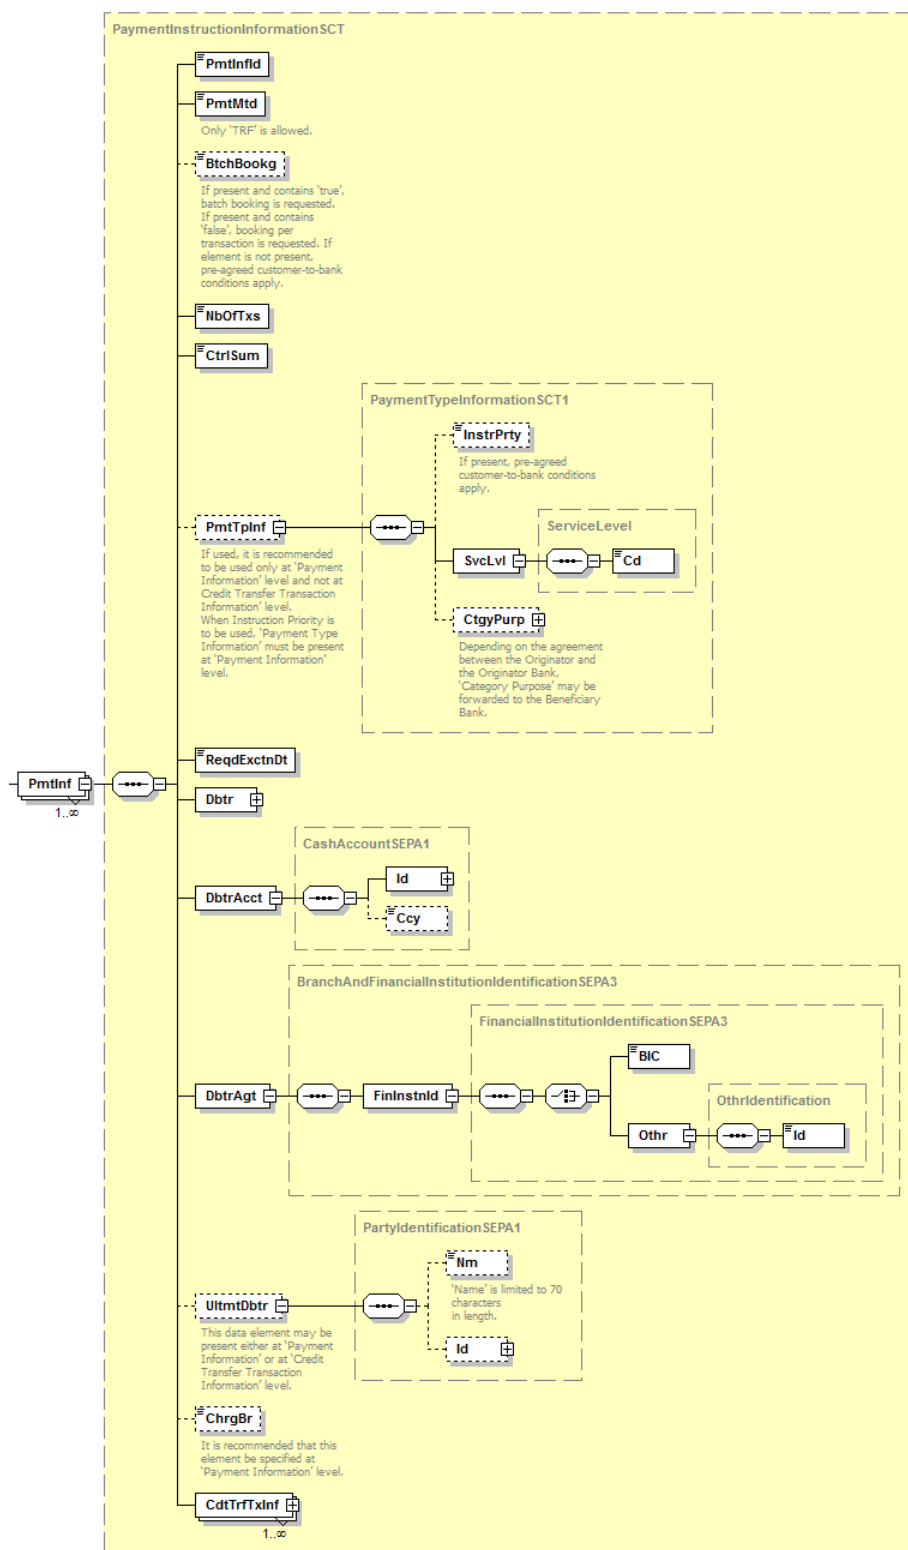 PaymentInstructionInformationSCT
PmtInfId
PmtMtd
Only 'TRF' is allowed.
BtchBookg
If present and contains 'true',
batch booking is requested.
If present and contains
'false', booking per
transaction is requested. If
element is not present,
pre-agreed customer-to-bank
conditions apply.
NbOfTxs
CtrlSum
PaymentTypeInformationSCT1
InstrPrty
If present, pre-agreed
customer-to-bank conditions
apply.
PmtTpInf
If used, it is recommended
to be used only at 'Payment
Information' level and not at
Credit Transfer Transaction
Information' level.
When Instruction Priority is
to be used, 'Payment Type
Information' must be present
at 'Payment Information'
level.
ServiceLevel
SvcLvl
Cd
CtgyPurp
Depending on the agreement
between the Originator and
the Originator Bank,
'Category Purpose' may be
forwarded to the Beneficiary
Bank.
ReqdExctnDt
PmtInf
1..∞
Dbtr
CashAccountSEPA1
DbtrAcct
Id
Ccy
BranchAndFinancialInstitutionIdentificationSEPA3
FinancialInstitutionIdentificationSEPA3
BIC
DbtrAgt
FinInstnId
OthrIdentification
Othr
Id
PartyIdentificationSEPA1
Nm
'Name' is limited to 70
characters
in length.
UltmtDbtr
This data element may be
present either at 'Payment
Information' or at 'Credit
Transfer Transaction
Information' level.
Id
ChrgBr
It is recommended that this
element be specified at
'Payment Information' level.
CdtTrfTxInf
1..∞